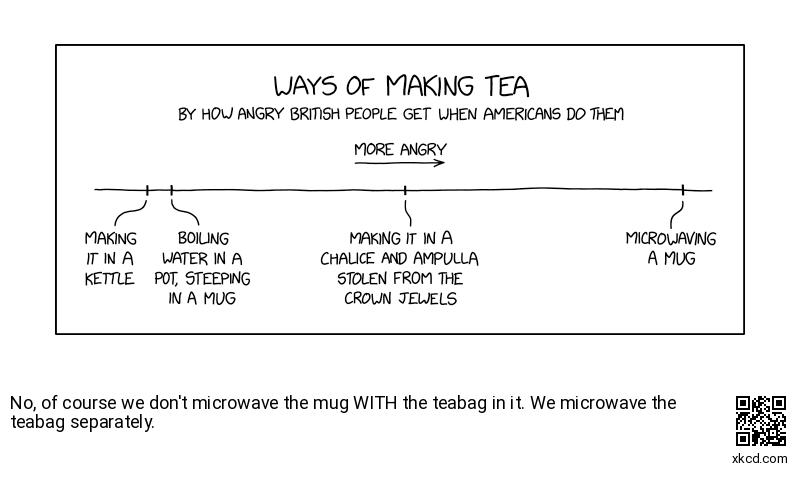 WAYS OF MAKING TEA
BY HOW ANGRY BRITISH PEOPLE GET WHEN AMERICANS DO THEM
MORE ANGRY
MAKING
IT IN A
KETTLE
BOILING
WATER IN A
POT, STEEPING
IN A MUG
MAKING IT IN A
CHALICE AND AMPULLA
STOLEN FROM THE
CROWN JEWELS
MICROWAVING
A MUG
No, of course we don't microwave the mug WITH the teabag in it. We microwave the
teabag separately.
xkcd.com